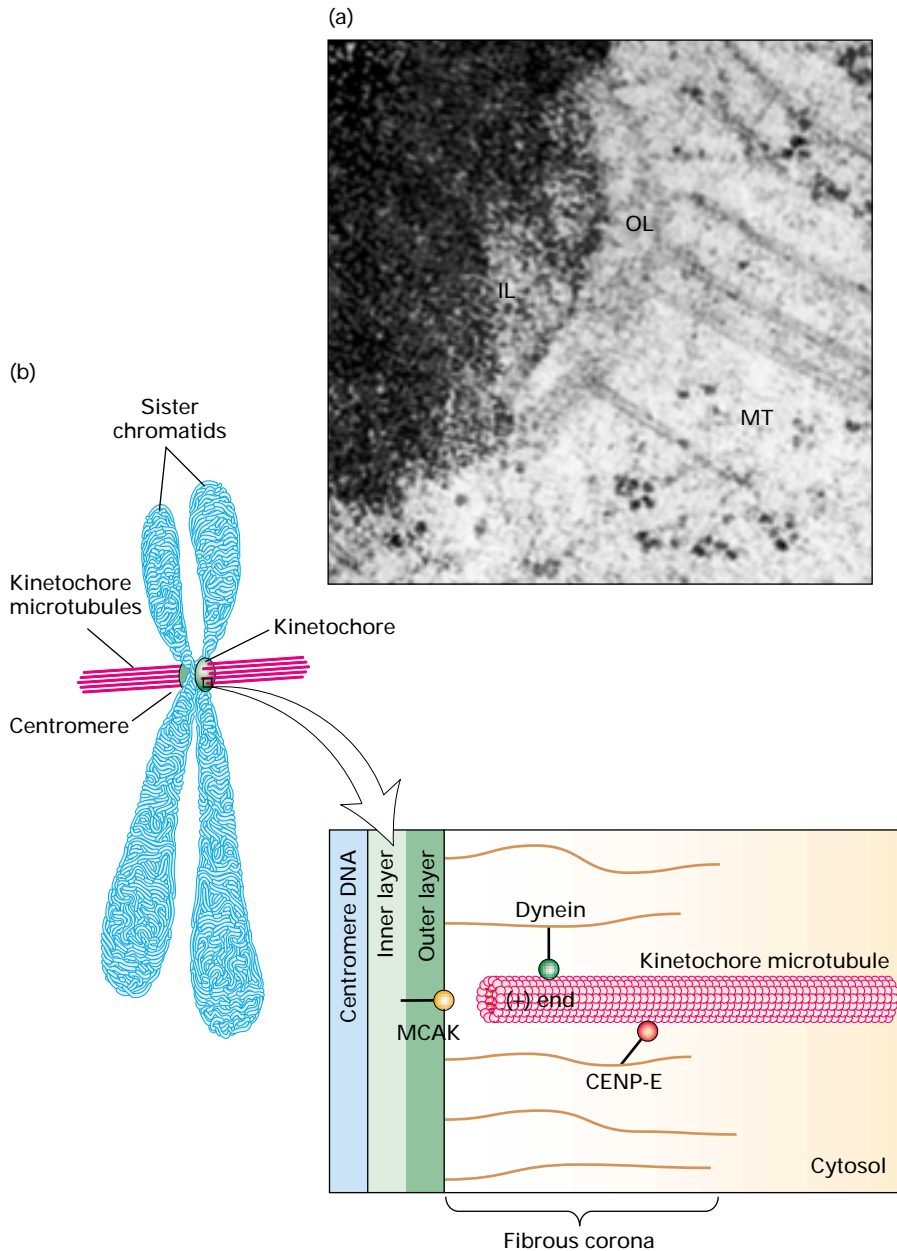 (a)
OL
IL
MT
(b)
Sister
chromatids
Kinetochore
microtubules
Kinetochore
Centromere
Centromere DNA
Inner layer
Outer layer
Dynein
Kinetochore microtubule
(+) end
MCAK
CENP-E
Cytosol
Fibrous corona